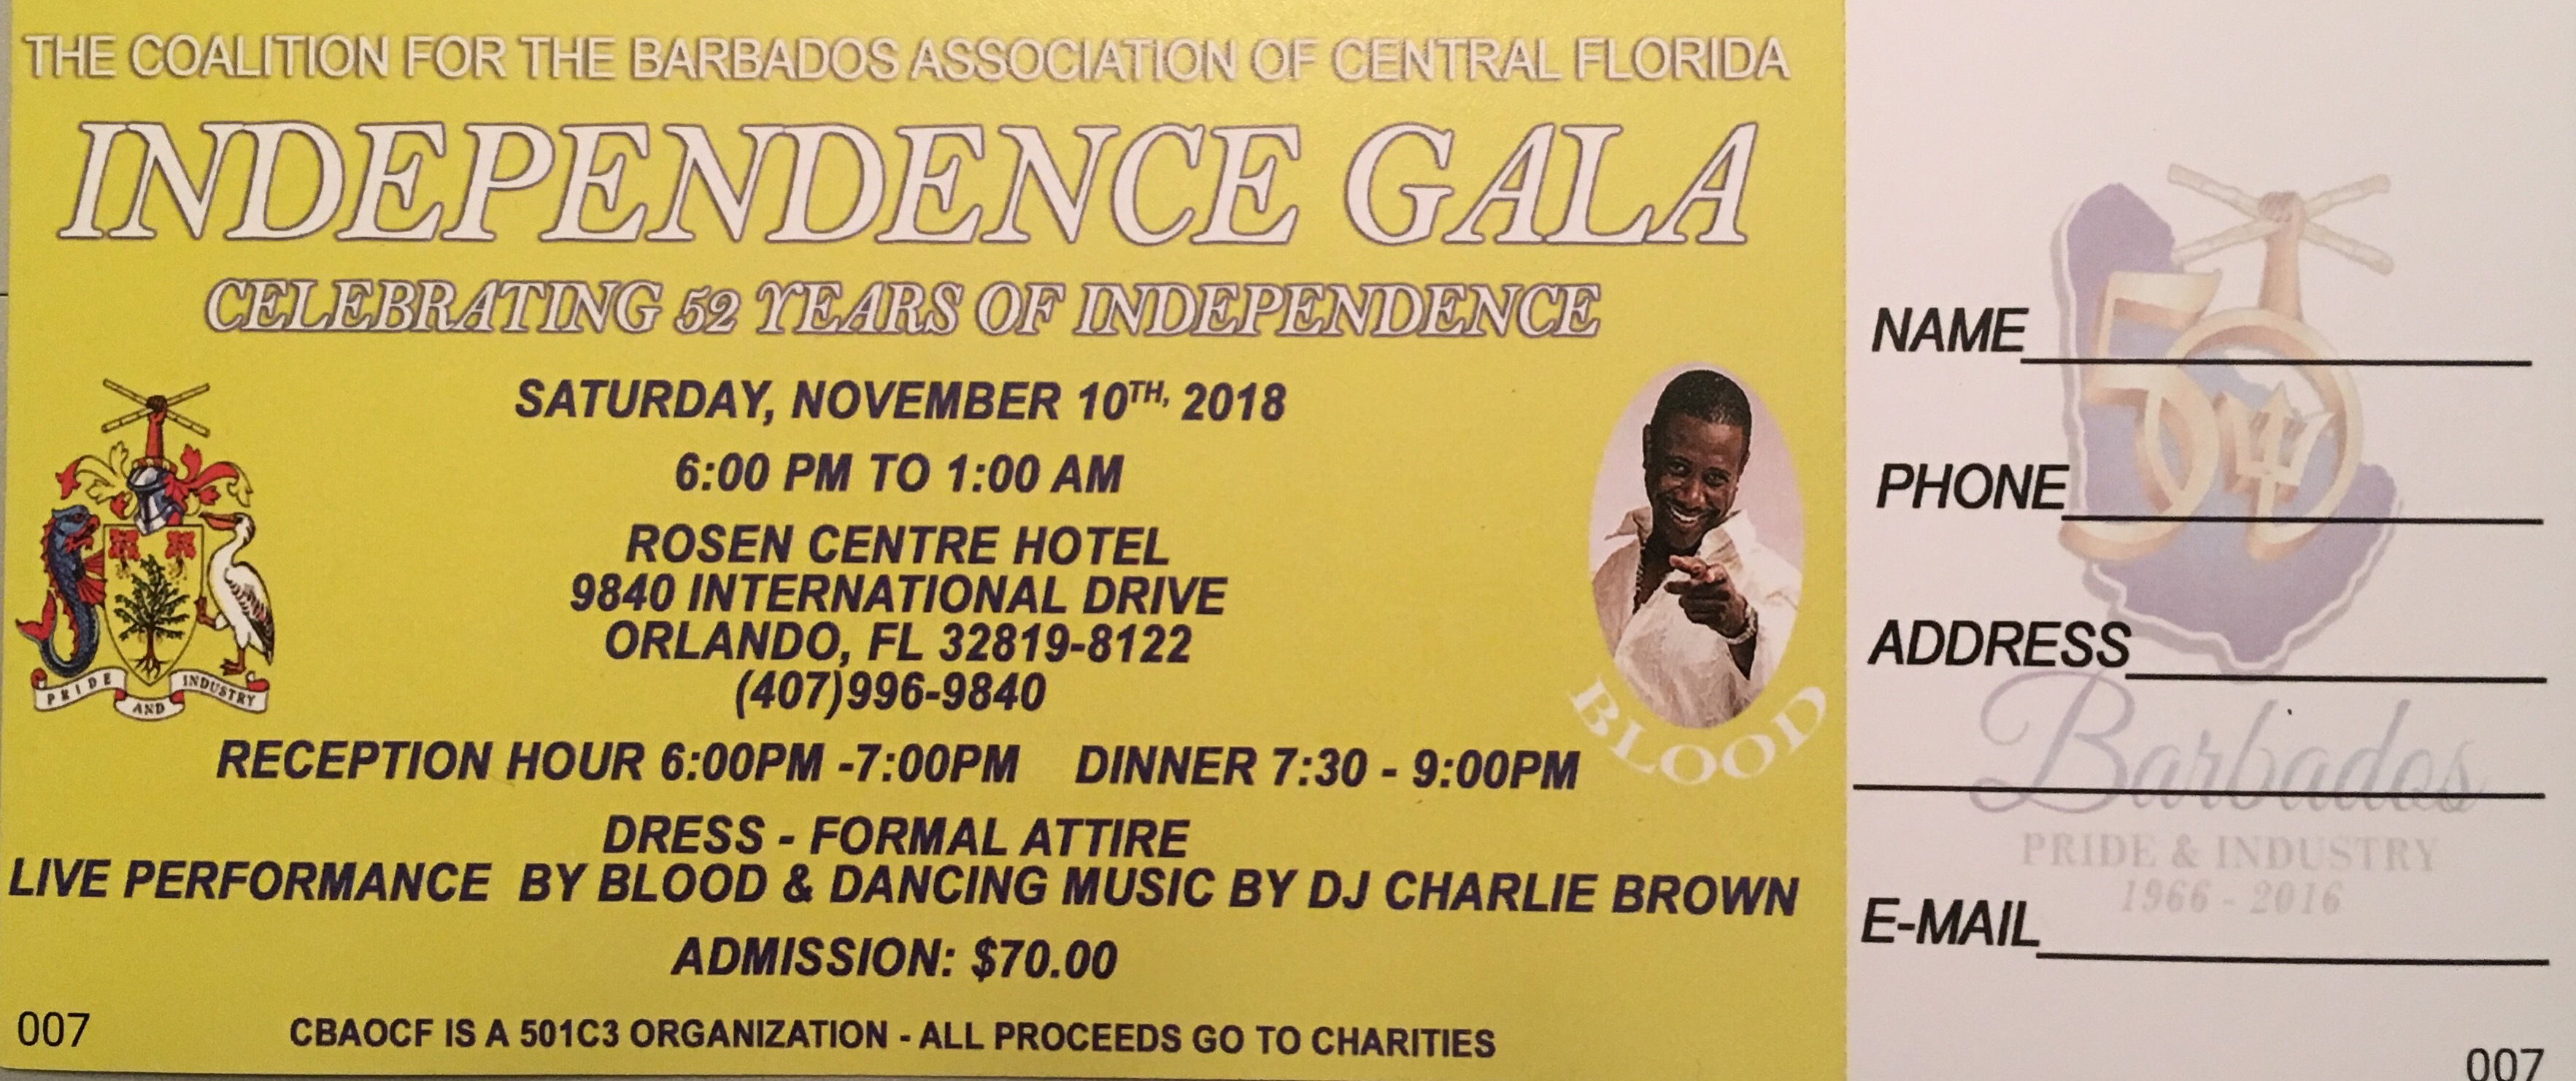 THE COALITION FOR THE BARBADOS ASSOCIATION OF CENTRAL FLORIDA
INDEPENDENCE GALA
CELEBRATING 52 YEARS OF INDEPENDENCE
SATURDAY, NOVEMBER 10TH, 2018
6:00 PM TO 1:00 AM
ROSEN CENTRE HOTEL
9840 INTERNATIONAL DRIVE
ORLANDO, FL 32819-8122
(407)996-9840
PRIDE AND INDUSTRY
BLOOD
RECEPTION HOUR 6:00PM -7:00PM DINNER 7:30 - 9:00PM
DRESS - FORMAL ATTIRE
LIVE PERFORMANCE BY BLOOD & DANCING MUSIC BY DJ CHARLIE BROWN
ADMISSION: $70.00
007
CBAOCF IS A 501C3 ORGANIZATION - ALL PROCEEDS GO TO CHARITIES
50
NAME
PHONE
ADDRESS
Barbados
PRIDE & INDUSTRY
1966 - 2016
E-MAIL
007